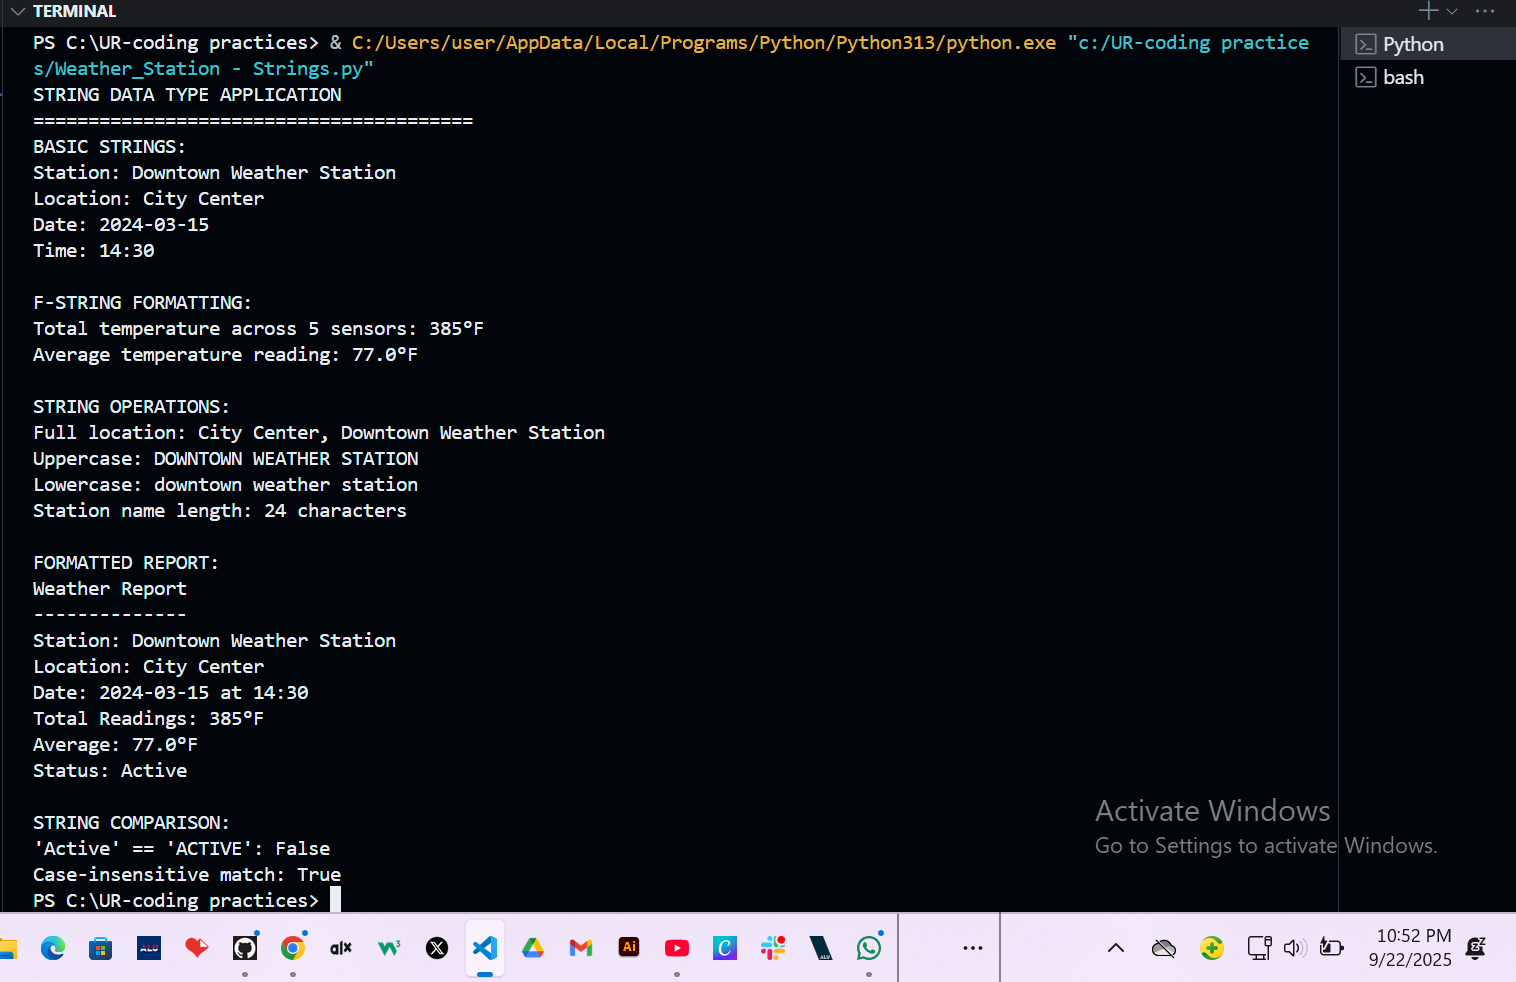 TERMINAL
PS C:\UR-coding practices> & C:/Users/user/AppData/Local/Programs/Python/Python313/python.exe "c:/UR-coding practice
s/Weather_Station - Strings.py"
STRING DATA TYPE APPLICATION
========================================
BASIC STRINGS:
Station: Downtown Weather Station
Location: City Center
Date: 2024-03-15
Time: 14:30
F-STRING FORMATTING:
Total temperature across 5 sensors: 385°F
Average temperature reading: 77.0°F
STRING OPERATIONS:
Full location: City Center, Downtown Weather Station
Uppercase: DOWNTOWN WEATHER STATION
Lowercase: downtown weather station
Station name length: 24 characters
FORMATTED REPORT:
Weather Report
--------------
Station: Downtown Weather Station
Location: City Center
Date: 2024-03-15 at 14:30
Total Readings: 385°F
Average: 77.0°F
Status: Active
STRING COMPARISON:
'Active' == 'ACTIVE': False
Case-insensitive match: True
PS C:\UR-coding practices>
Python
bash
Activate Windows
Go to Settings to activate Windows.
ALU
alx
W3
X
Ai
C
ALU
10:52 PM
9/22/2025